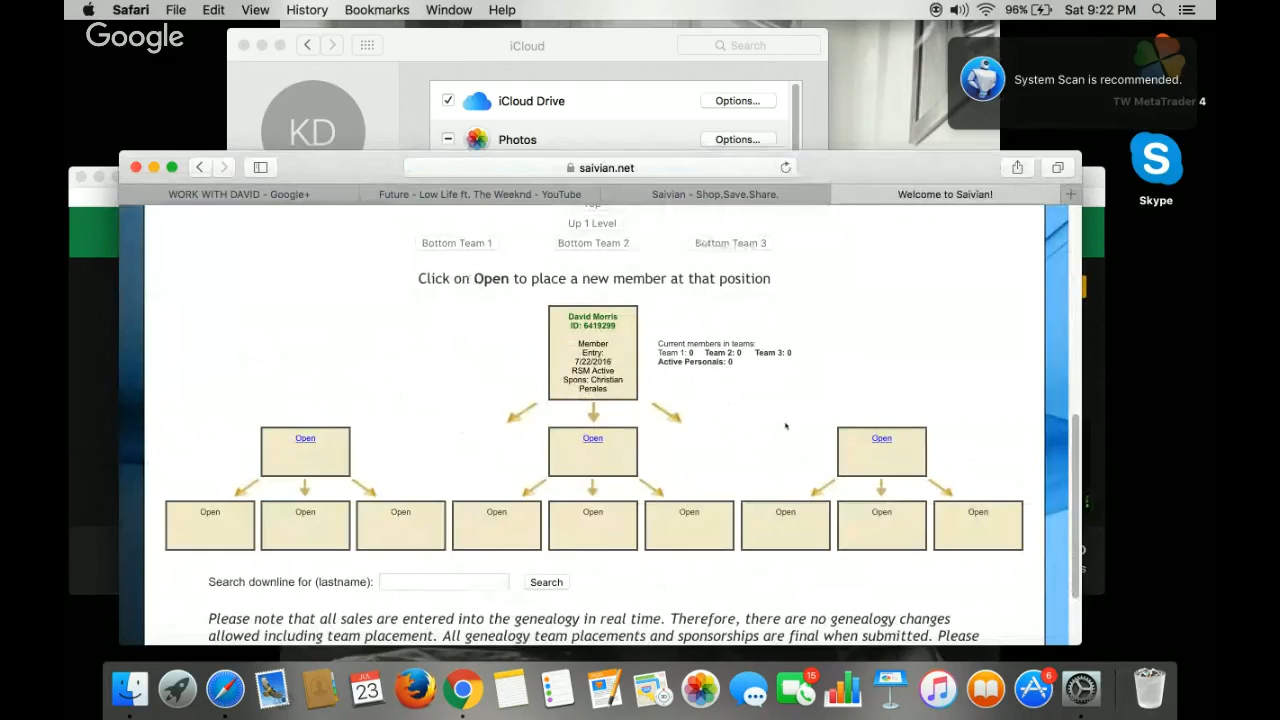 Safari File Edit View History Bookmarks Window Help
96% Sat 9:22 PM
Google
iCloud
Search
System Scan is recommended.
KD
iCloud Drive
Options...
TW MetaTrader 4
Photos
Options...
saivian.net
WORK WITH DAVID - Google+
Future - Low Life ft. The Weeknd - YouTube
Saivian - Shop,Save.Share.
Welcome to Saivian!
Skype
Up 1 Level
Bottom Team 1
Bottom Team 2
Bottom Team 3
Click on Open to place a new member at that position
David Morris
ID: 6419299
Member
Entry:
7/22/2016
RSM Active
Spons: Christian
Perales
Current members in teams:
Team 1: 0 Team 2: 0 Team 3: 0
Active Personals: 0
Open
Open
Open
Open
Open
Open
Open
Open
Open
Open
Open
Open
Search downline for (lastname):
Search
Please note that all sales are entered into the genealogy in real time. Therefore, there are no genealogy changes
allowed including team placement. All genealogy team placements and sponsorships are final when submitted. Please
JUL
23
15
6